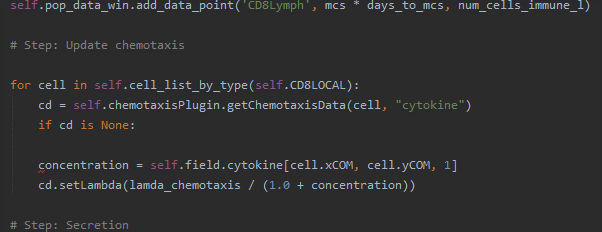 self.pop_data_win.add_data_point('CD8Lymph', mcs * days_to_mcs, num_cells_immune_l)
# Step: Update chemotaxis
for cell in self.cell_list_by_type(self.CD8LOCAL):
    cd = self.chemotaxisPlugin.getChemotaxisData(cell, "cytokine")
    if cd is None:
    concentration = self.field.cytokine[cell.xCOM, cell.yCOM, 1]
    cd.setLambda(lamda_chemotaxis / (1.0 + concentration))
# Step: Secretion